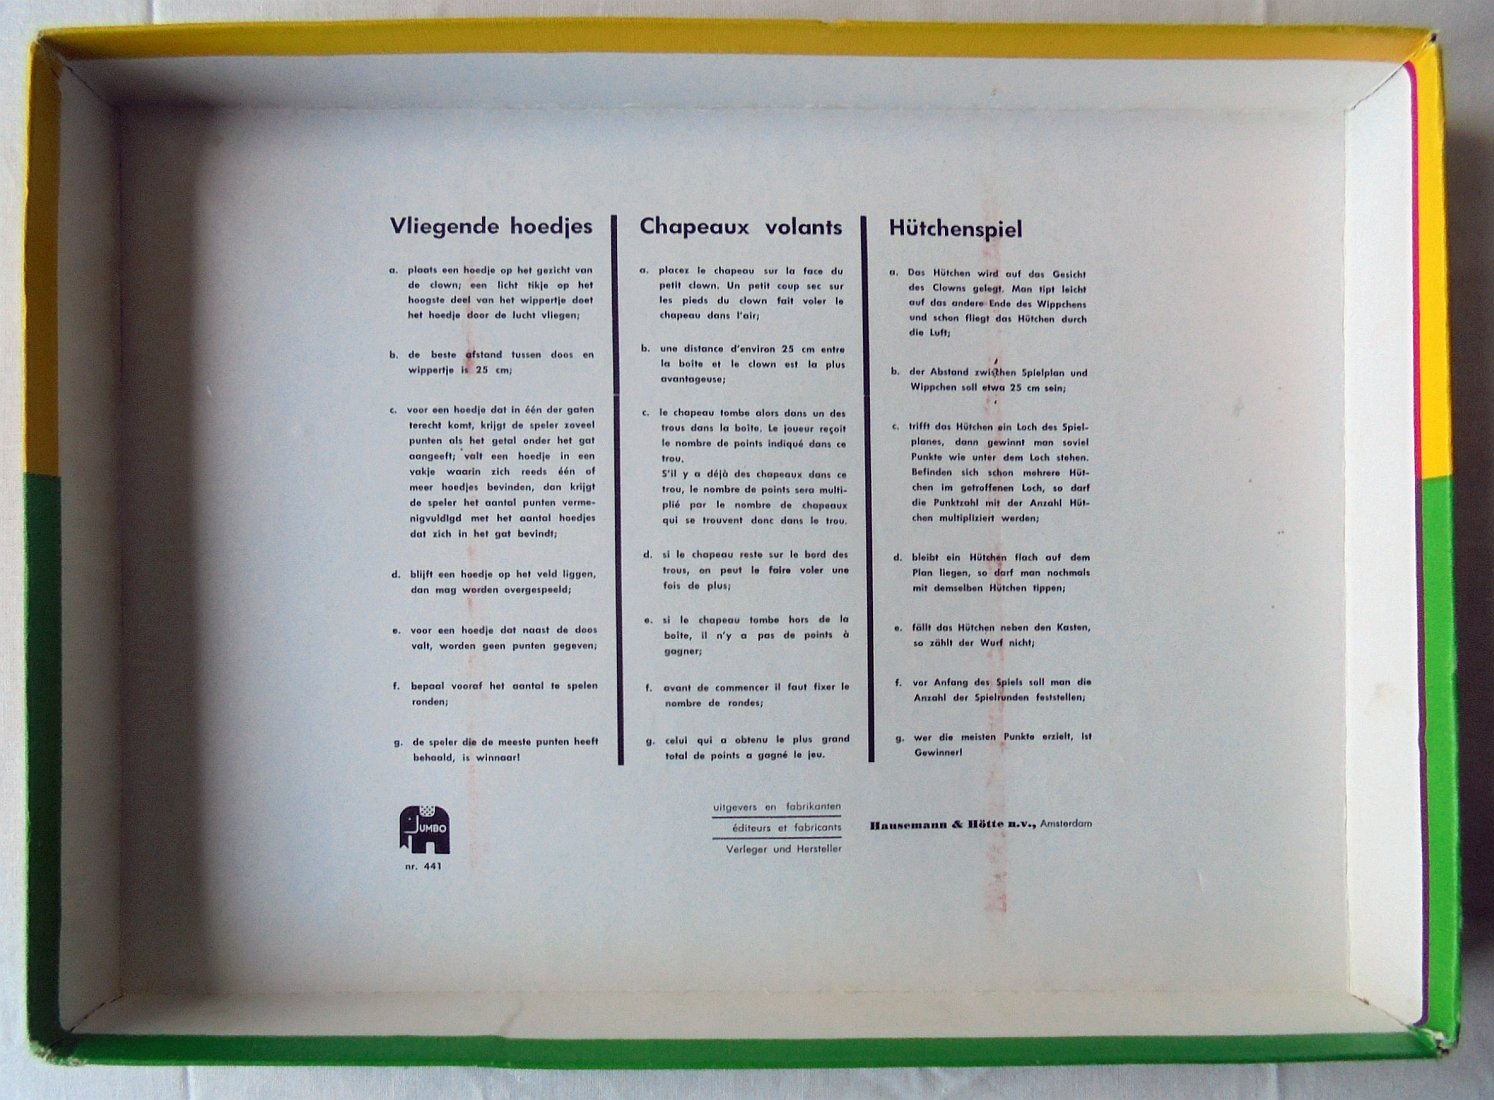 Vliegende hoedjes
a. plaats een hoedje op het gezicht van
de clown; een licht tikje op het
hoogste deel van het wippertje doet
het hoedje door de lucht vliegen;
b. de beste afstand tussen doos en
wippertje is 25 cm;
c. voor een hoedje dat in één der gaten
terecht komt, krijgt de speler zoveel
punten als het getal onder het gat
aangeeft; valt een hoedje in een
vakje waarin zich reeds één of
meer hoedjes bevinden, dan krijgt
de speler het aantal punten verme-
nigvuldigd met het aantal hoedjes
dat zich in het gat bevindt;
d. blijft een hoedje op het veld liggen,
dan mag worden overgespeeld;
e. voor een hoedje dat naast de doos
valt, worden geen punten gegeven;
f. bepaal vooraf het aantal te spelen
ronden;
g. de speler die de meeste punten heeft
behaald, is winnaar!
Chapeaux volants
a. placez le chapeau sur la face du
petit clown. Un petit coup sec sur
les pieds du clown fait voler le
chapeau dans l'air;
b. une distance d'environ 25 cm entre
la boîte et le clown est la plus
avantageuse;
c. le chapeau tombe alors dans un des
trous dans la boîte. Le joueur reçoit
le nombre de points indiqué dans ce
trou.
S'il y a déjà des chapeaux dans ce
trou, le nombre de points sera multi-
plié par le nombre de chapeaux
qui se trouvent donc dans le trou.
d. si le chapeau reste sur le bord des
trous, on peut le faire voler une
fois de plus;
e. si le chapeau tombe hors de la
boîte, il n'y a pas de points à
gagner;
f. avant de commencer il faut fixer le
nombre de rondes;
g. celui qui a obtenu le plus grand
total de points a gagné le jeu.
Hütchenspiel
a. Das Hütchen wird auf das Gesicht
des Clowns gelegt. Man tipt leicht
auf das andere Ende des Wippchens
und schon fliegt das Hütchen durch
die Luft;
b. der Abstand zwischen Spielplan und
Wippchen soll etwa 25 cm sein;
c. trifft das Hütchen ein Loch des Spiel-
planes, dann gewinnt man soviel
Punkte wie unter dem Loch stehen.
Befinden sich schon mehrere Hüt-
chen im getroffenen Loch, so darf
die Punktzahl mit der Anzahl Hüt-
chen multipliziert werden;
d. bleibt ein Hütchen flach auf dem
Plan liegen, so darf man nochmals
mit demselben Hütchen tippen;
e. fällt das Hütchen neben den Kasten,
so zählt der Wurf nicht;
f. vor Anfang des Spiels soll man die
Anzahl der Spielrunden feststellen;
g. wer die meisten Punkte erzielt, ist
Gewinner!
JUMBO
nr. 441
uitgevers en fabrikanten
éditeurs et fabricants
Verleger und Hersteller
Hausemann & Hötte n.v., Amsterdam